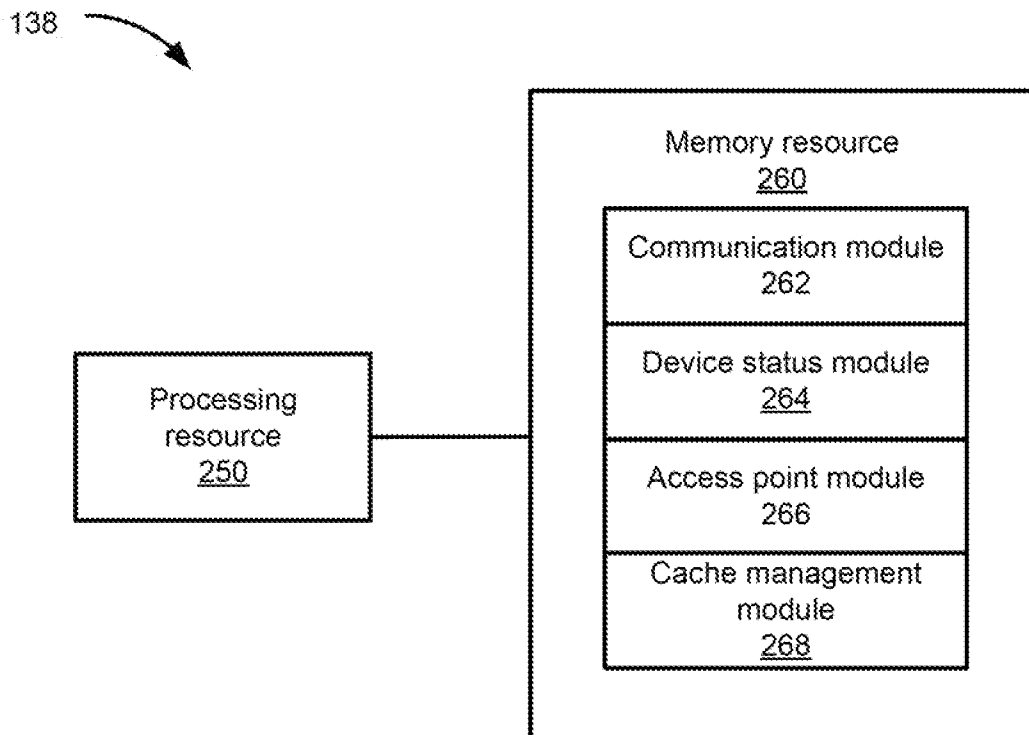 138
Memory resource
260
Communication module
262
Device status module
264
Processing
resource
250
Access point module
266
Cache management
module
268